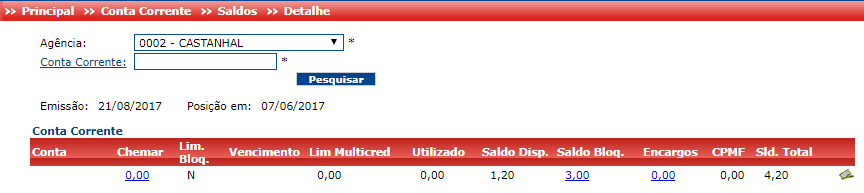 >> Principal >> Conta Corrente >> Saldos >> Detalhe
Agência: 0002 - CASTANHAL *
Conta Corrente: *
Pesquisar
Emissão: 21/08/2017 Posição em: 07/06/2017
Conta Corrente
Conta Chemar Lim. Bloq. Vencimento Lim Multicred Utilizado Saldo Disp. Saldo Bloq. Encargos CPMF Sld. Total
0,00 N 0,00 0,00 1,20 3,00 0,00 0,00 4,20